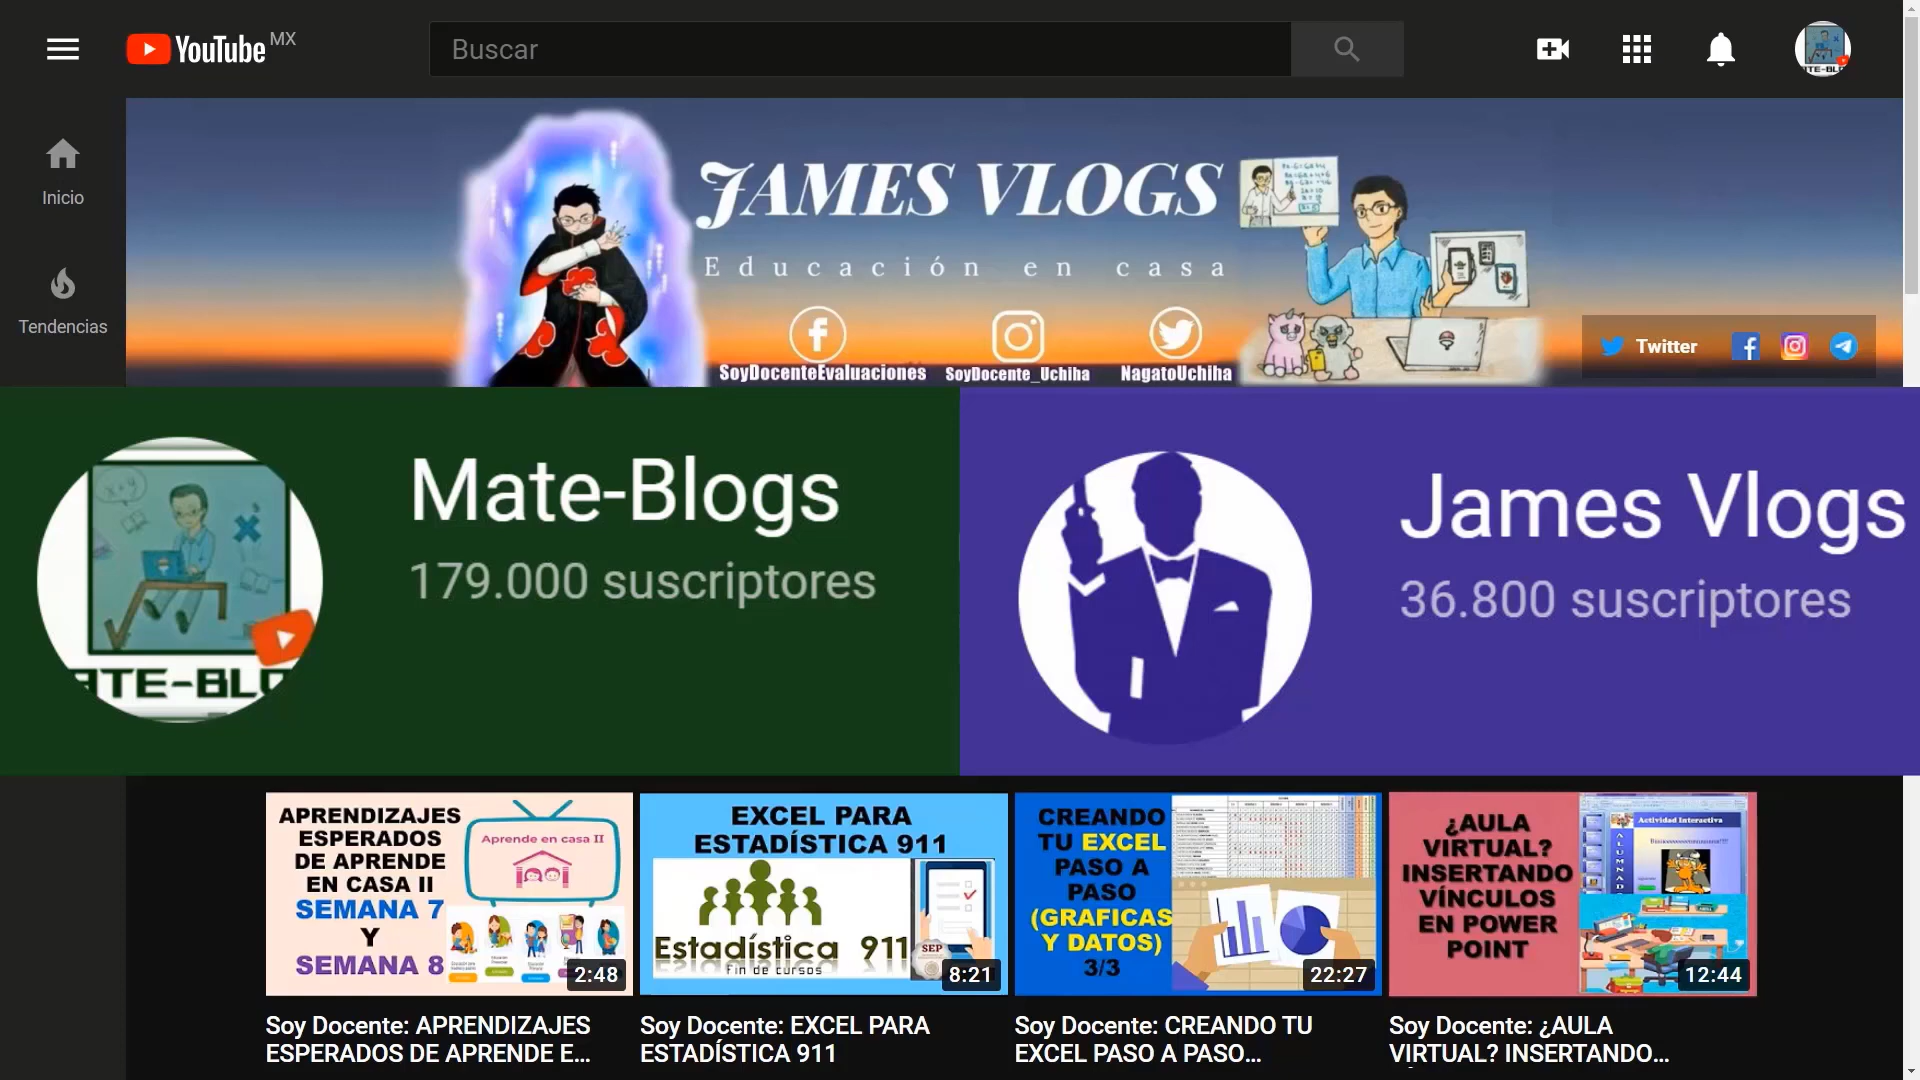 YouTube MX
Buscar
Inicio
Tendencias
JAMES VLOGS
Educación en casa
SoyDocenteEvaluaciones
SoyDocente_Uchiha
NagatoUchiha
Twitter
Mate-Blogs
179.000 suscriptores
ATE-BLO
James Vlogs
36.800 suscriptores
APRENDIZAJES
ESPERADOS
DE APRENDE
EN CASA II
SEMANA 7
Y
SEMANA 8
Aprende en casa II
2:48
EXCEL PARA
ESTADÍSTICA 911
Estadística 911
Fin de cursos
SEP
8:21
CREANDO
TU EXCEL
PASO A
PASO
(GRAFICAS
Y DATOS)
3/3
22:27
¿AULA
VIRTUAL?
INSERTANDO
VÍNCULOS
EN POWER
POINT
Actividad Interactiva
ALUMNAD
12:44
Soy Docente: APRENDIZAJES
ESPERADOS DE APRENDE E...
Soy Docente: EXCEL PARA
ESTADÍSTICA 911
Soy Docente: CREANDO TU
EXCEL PASO A PASO...
Soy Docente: ¿AULA
VIRTUAL? INSERTANDO...